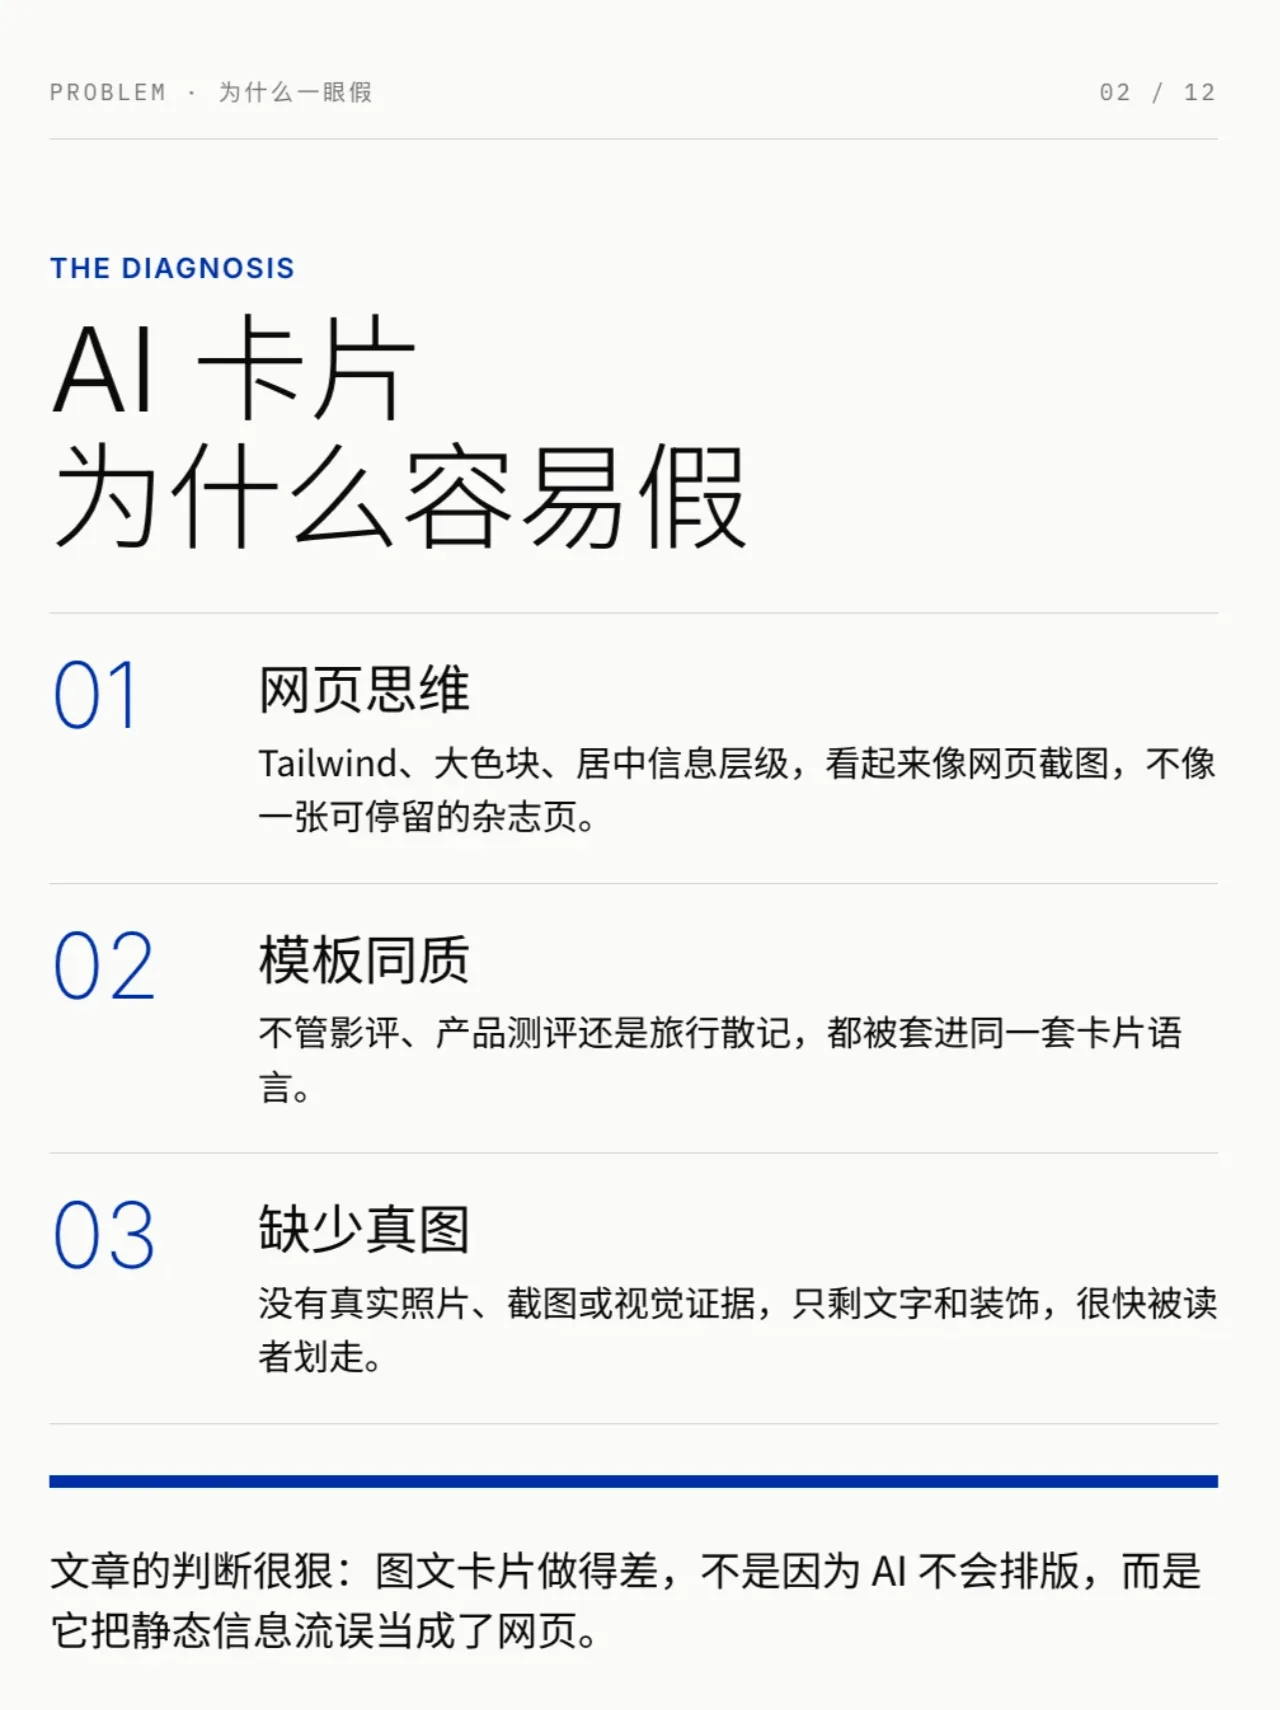 PROBLEM · 为什么一眼假
02 / 12
THE DIAGNOSIS
AI 卡片
为什么容易假
01
网页思维
Tailwind、大色块、居中信息层级，看起来像网页截图，不像
一张可停留的杂志页。
02
模板同质
不管影评、产品测评还是旅行散记，都被套进同一套卡片语
言。
03
缺少真图
没有真实照片、截图或视觉证据，只剩文字和装饰，很快被读
者划走。
文章的判断很狠：图文卡片做得差，不是因为 AI 不会排版，而是
它把静态信息流误当成了网页。